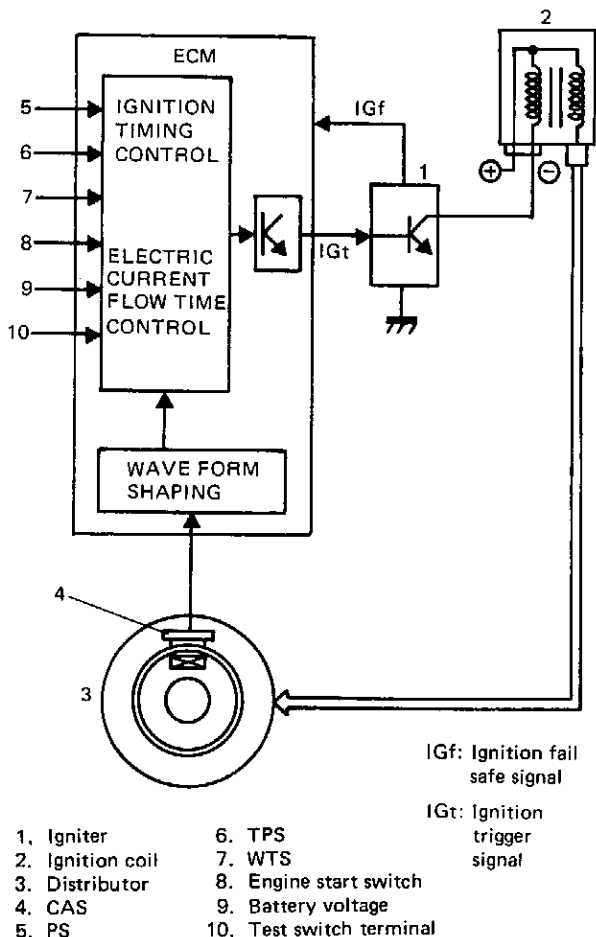 2
ECM
5
IGNITION
TIMING
CONTROL
6
7
8
ELECTRIC
CURRENT
FLOW TIME
CONTROL
9
10
IGf
1
IGt
+
−
WAVE FORM
SHAPING
4
3
IGf: Ignition fail
safe signal
IGt: Ignition
trigger
signal
1. Igniter
2. Ignition coil
3. Distributor
4. CAS
5. PS
6. TPS
7. WTS
8. Engine start switch
9. Battery voltage
10. Test switch terminal